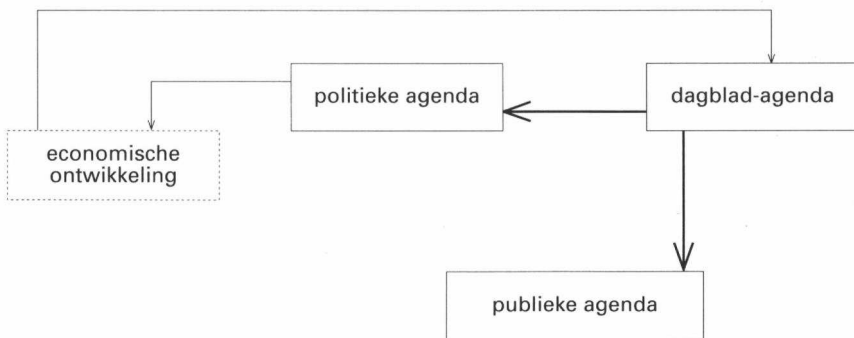 politieke agenda
dagblad-agenda
economische
ontwikkeling
publieke agenda